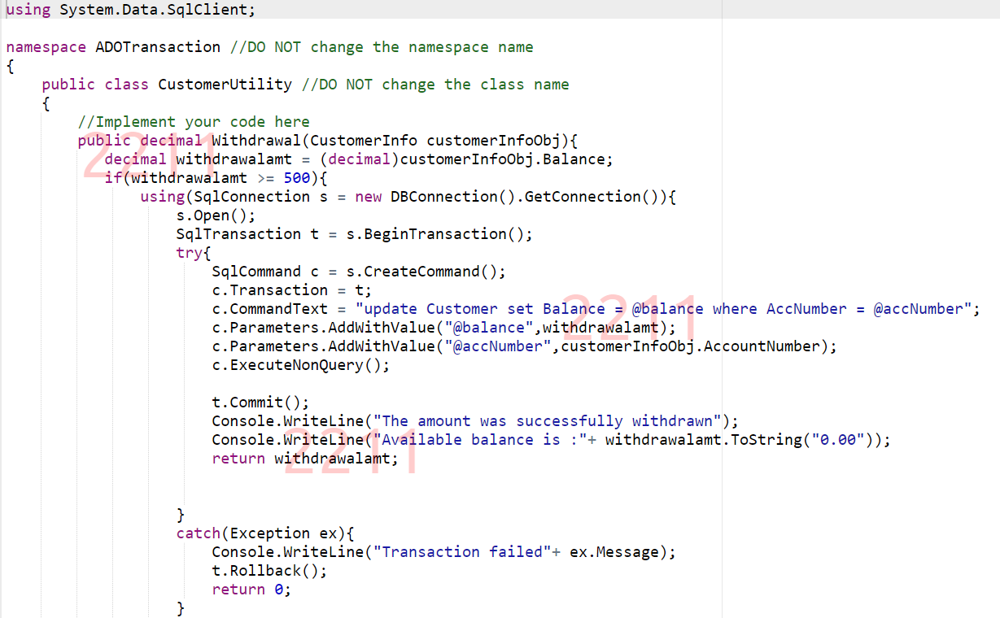 using System.Data.SqlClient;
namespace ADOTransaction //DO NOT change the namespace name
{
public class CustomerUtility //DO NOT change the class name
{
//Implement your code here
public decimal Withdrawal(CustomerInfo customerInfoObj){
decimal withdrawalamt = (decimal)customerInfoObj.Balance;
if(withdrawalamt >= 500){
using(SqlConnection s = new DBConnection().GetConnection()){
s.Open();
SqlTransaction t = s.BeginTransaction();
try{
SqlCommand c = s.CreateCommand();
c.Transaction = t;
c.CommandText = "update Customer set Balance = @balance where AccNumber = @accNumber";
c.Parameters.AddWithValue("@balance",withdrawalamt);
c.Parameters.AddWithValue("@accNumber",customerInfoObj.AccountNumber);
c.ExecuteNonQuery();
t.Commit();
Console.WriteLine("The amount was successfully withdrawn");
Console.WriteLine("Available balance is :"+ withdrawalamt.ToString("0.00"));
return withdrawalamt;
}
catch(Exception ex){
Console.WriteLine("Transaction failed"+ ex.Message);
t.Rollback();
return 0;
}
2211
2211
2211